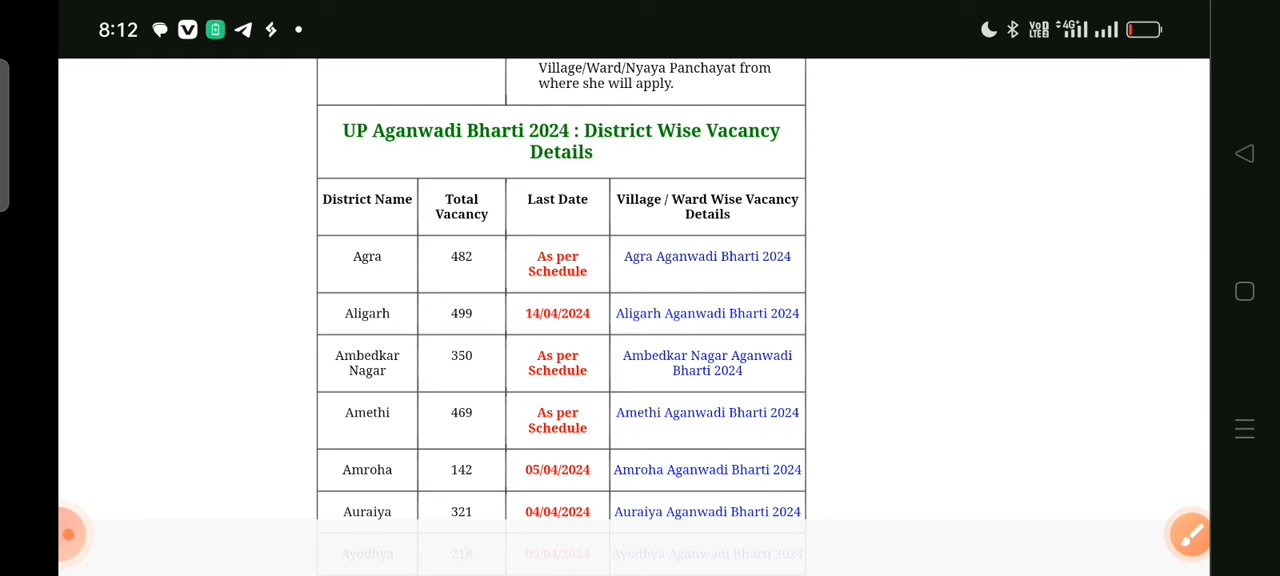 8:12
VoD
LTE2
4G+
Village/Ward/Nyaya Panchayat from
where she will apply.
UP Aganwadi Bharti 2024 : District Wise Vacancy
Details
District Name Total Vacancy Last Date Village / Ward Wise Vacancy Details
Agra 482 As per Schedule Agra Aganwadi Bharti 2024
Aligarh 499 14/04/2024 Aligarh Aganwadi Bharti 2024
Ambedkar Nagar 350 As per Schedule Ambedkar Nagar Aganwadi Bharti 2024
Amethi 469 As per Schedule Amethi Aganwadi Bharti 2024
Amroha 142 05/04/2024 Amroha Aganwadi Bharti 2024
Auraiya 321 04/04/2024 Auraiya Aganwadi Bharti 2024
Ayodhya 218 05/04/2024 Ayodhya Aganwadi Bharti 2024